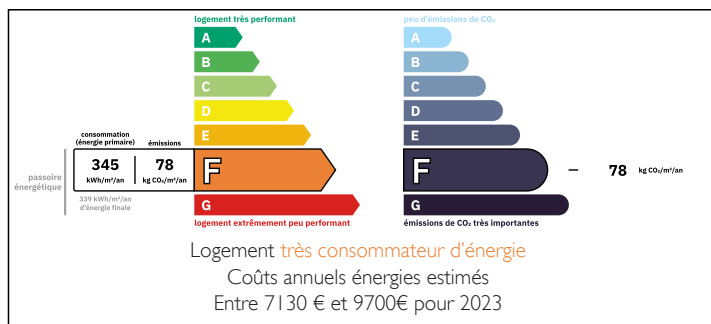 logement très performant
A
B
C
D
E
consommation
(énergie primaire)
émissions
345
kWh/m²/an
78
kg CO₂/m²/an
F
passoire
énergétique
339 kWh/m²/an
d'énergie finale
G
logement extrêmement peu performant
peu d'émissions de CO₂
A
B
C
D
E
F
78 kg CO₂/m²/an
G
émissions de CO₂ très importantes
Logement très consommateur d'énergie
Coûts annuels énergies estimés
Entre 7130 € et 9700€ pour 2023